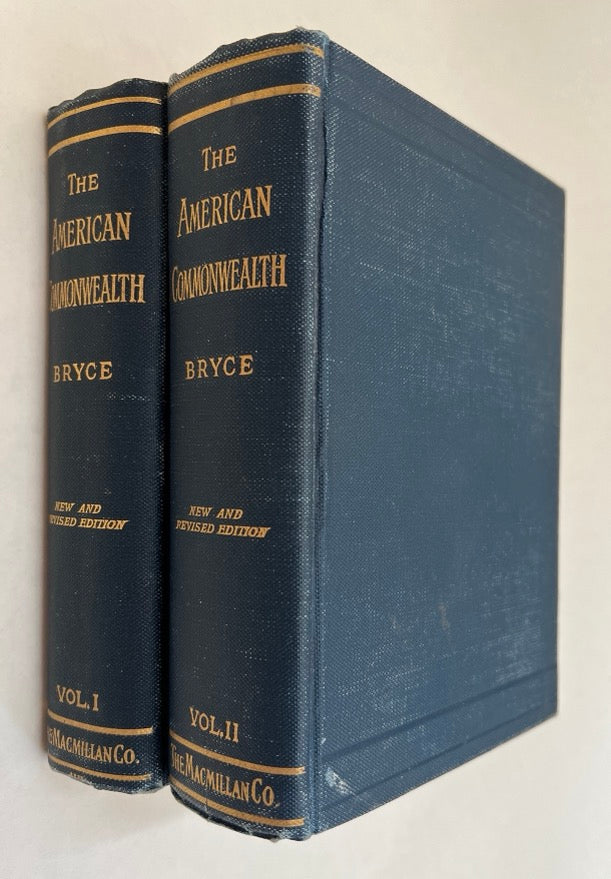 THE
AMERICAN
COMMONWEALTH
BRYCE
NEW AND
REVISED EDITION
VOL. I
THE MACMILLAN CO.
THE
AMERICAN
COMMONWEALTH
BRYCE
NEW AND
REVISED EDITION
VOL. II
THE MACMILLAN CO.